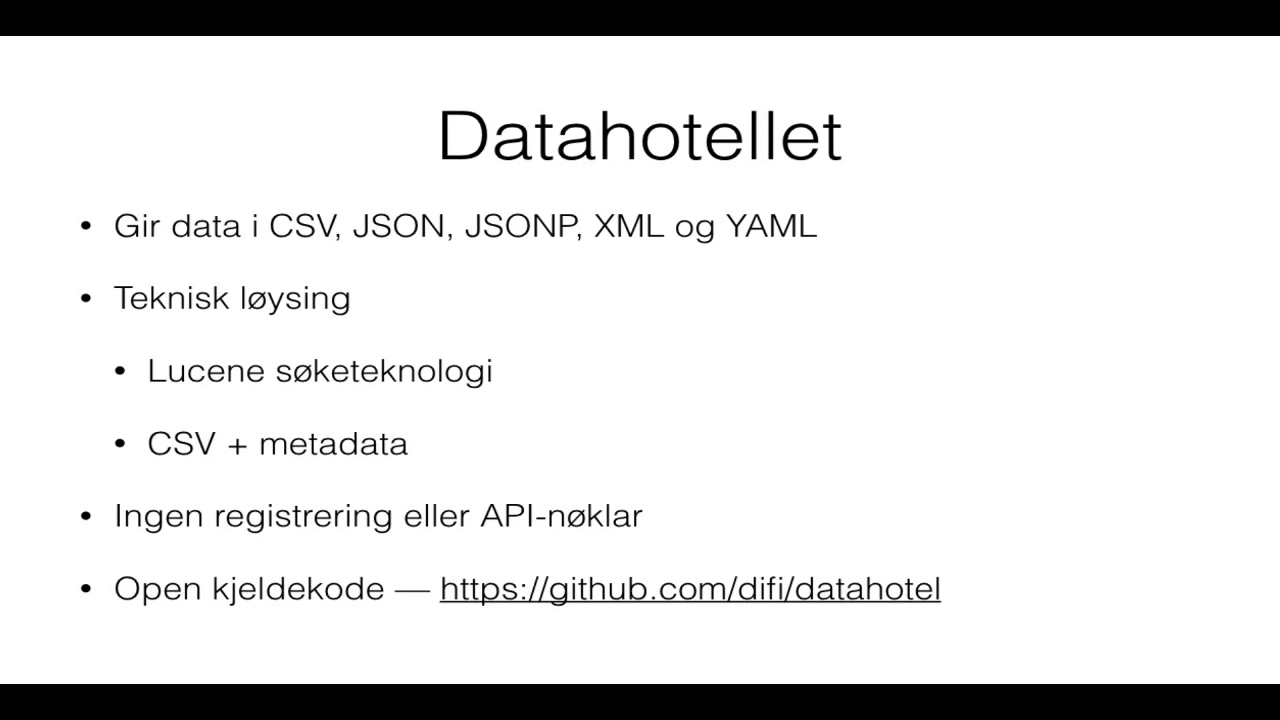 Datahotellet
• Gir data i CSV, JSON, JSONP, XML og YAML
• Teknisk løysing
• Lucene søketeknologi
• CSV + metadata
• Ingen registrering eller API-nøklar
• Open kjeldekode — https://github.com/difi/datahotel